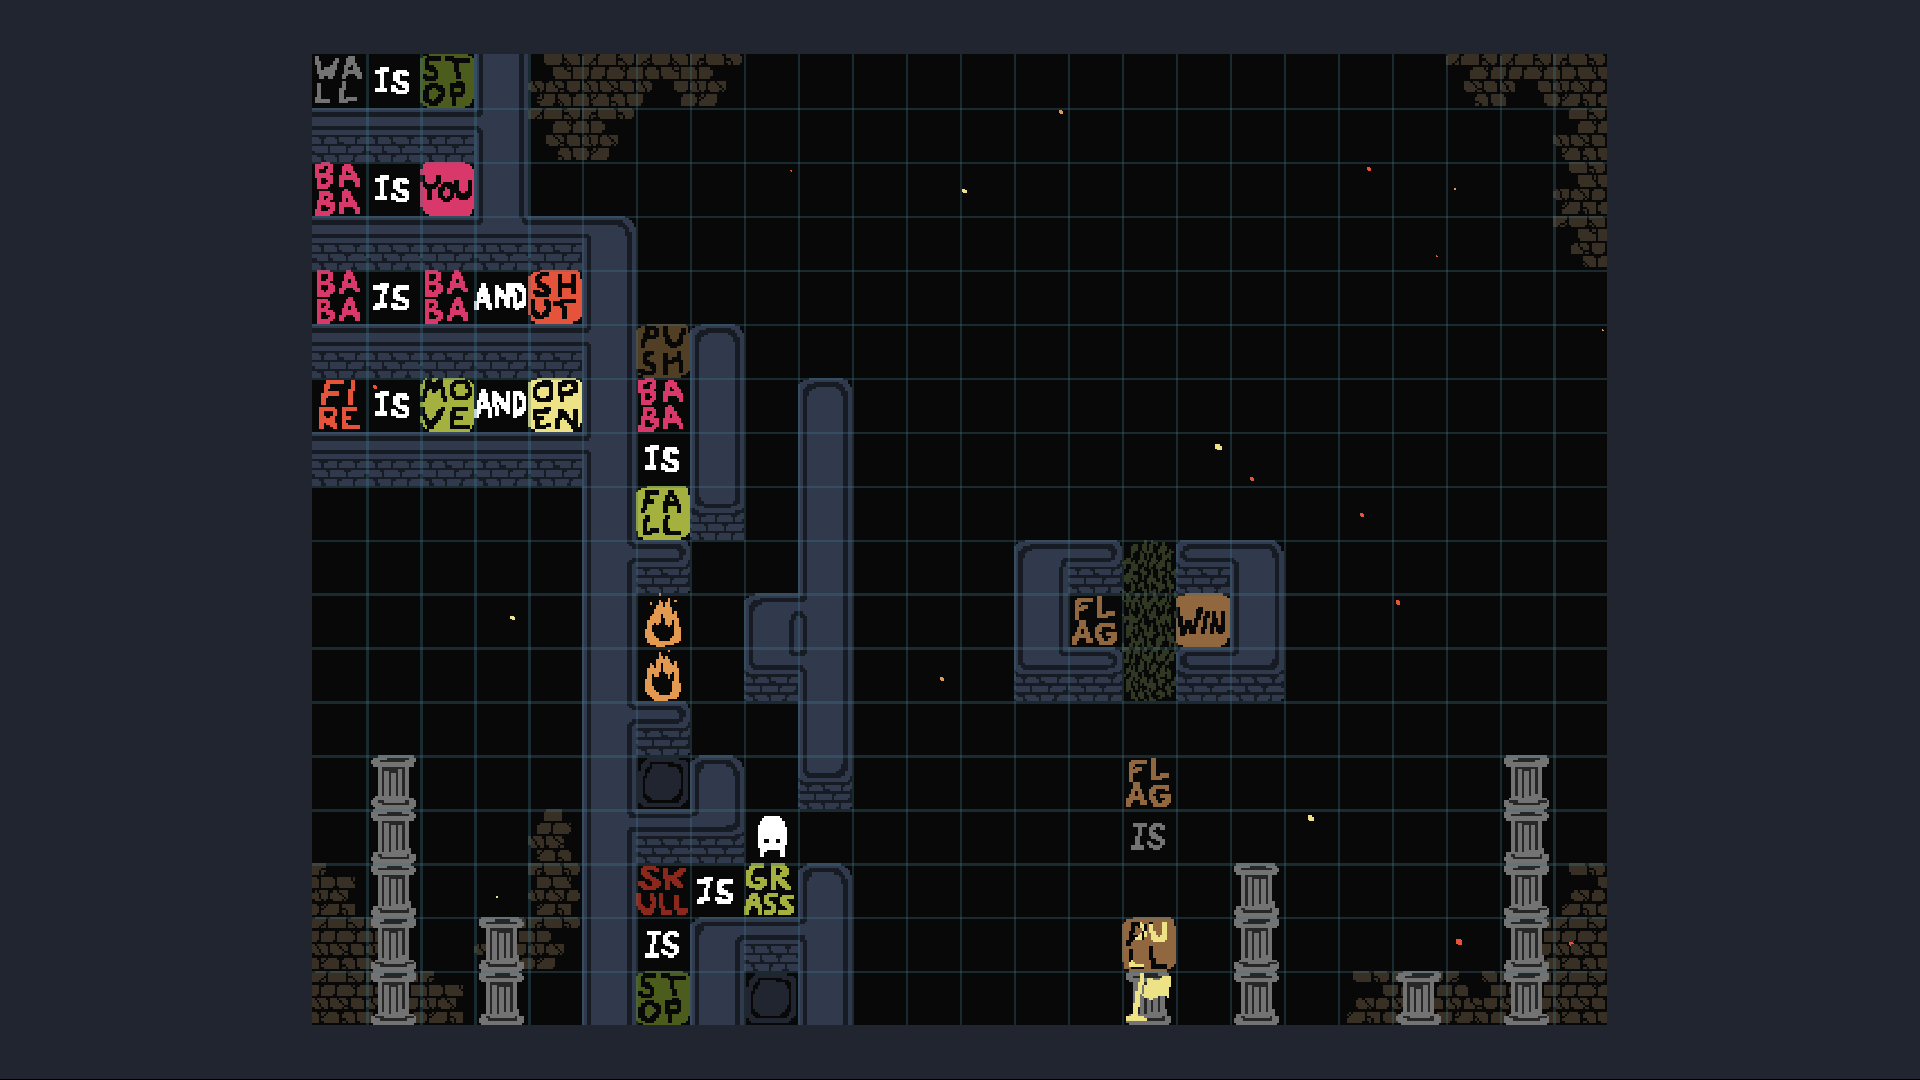 WALL IS STOP
BABA IS YOU
BABA IS BABA AND SHUT
PUSH
FIRE IS MOVE AND OPEN BABA
IS
FALL
FLAG WIN
FLAG
IS
SKULL IS GRASS
IS
STOP